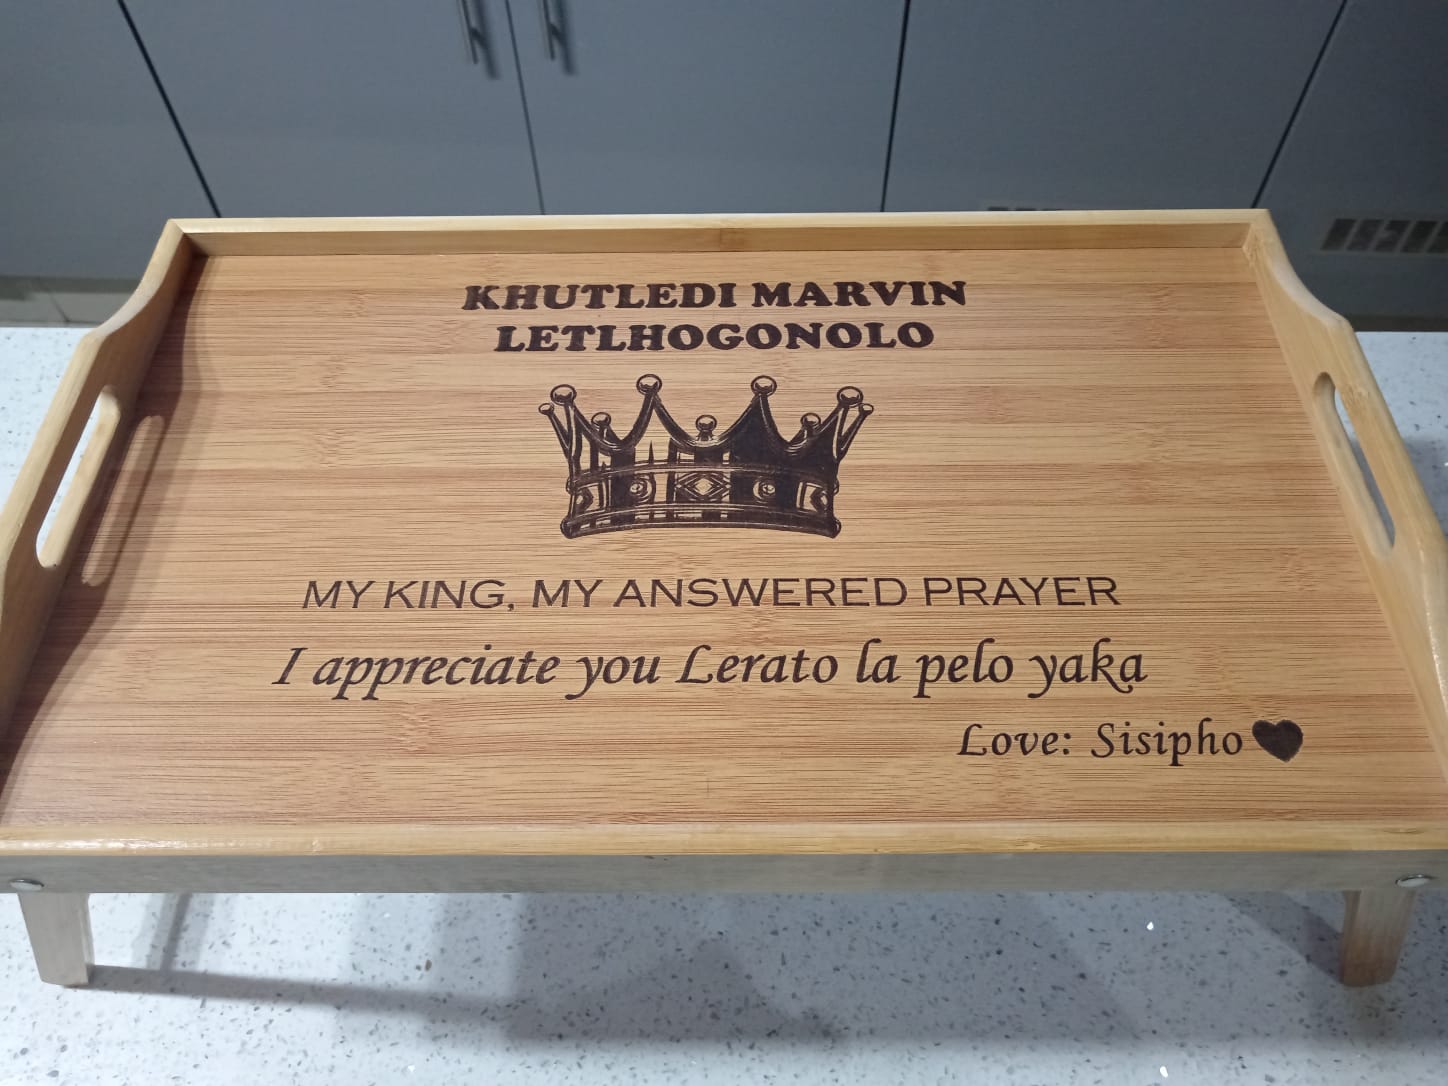 KHUTLEDI MARVIN
LETLHOGONOLO
MY KING, MY ANSWERED PRAYER
I appreciate you Lerato la pelo yaka
Love: Sisipho🖤